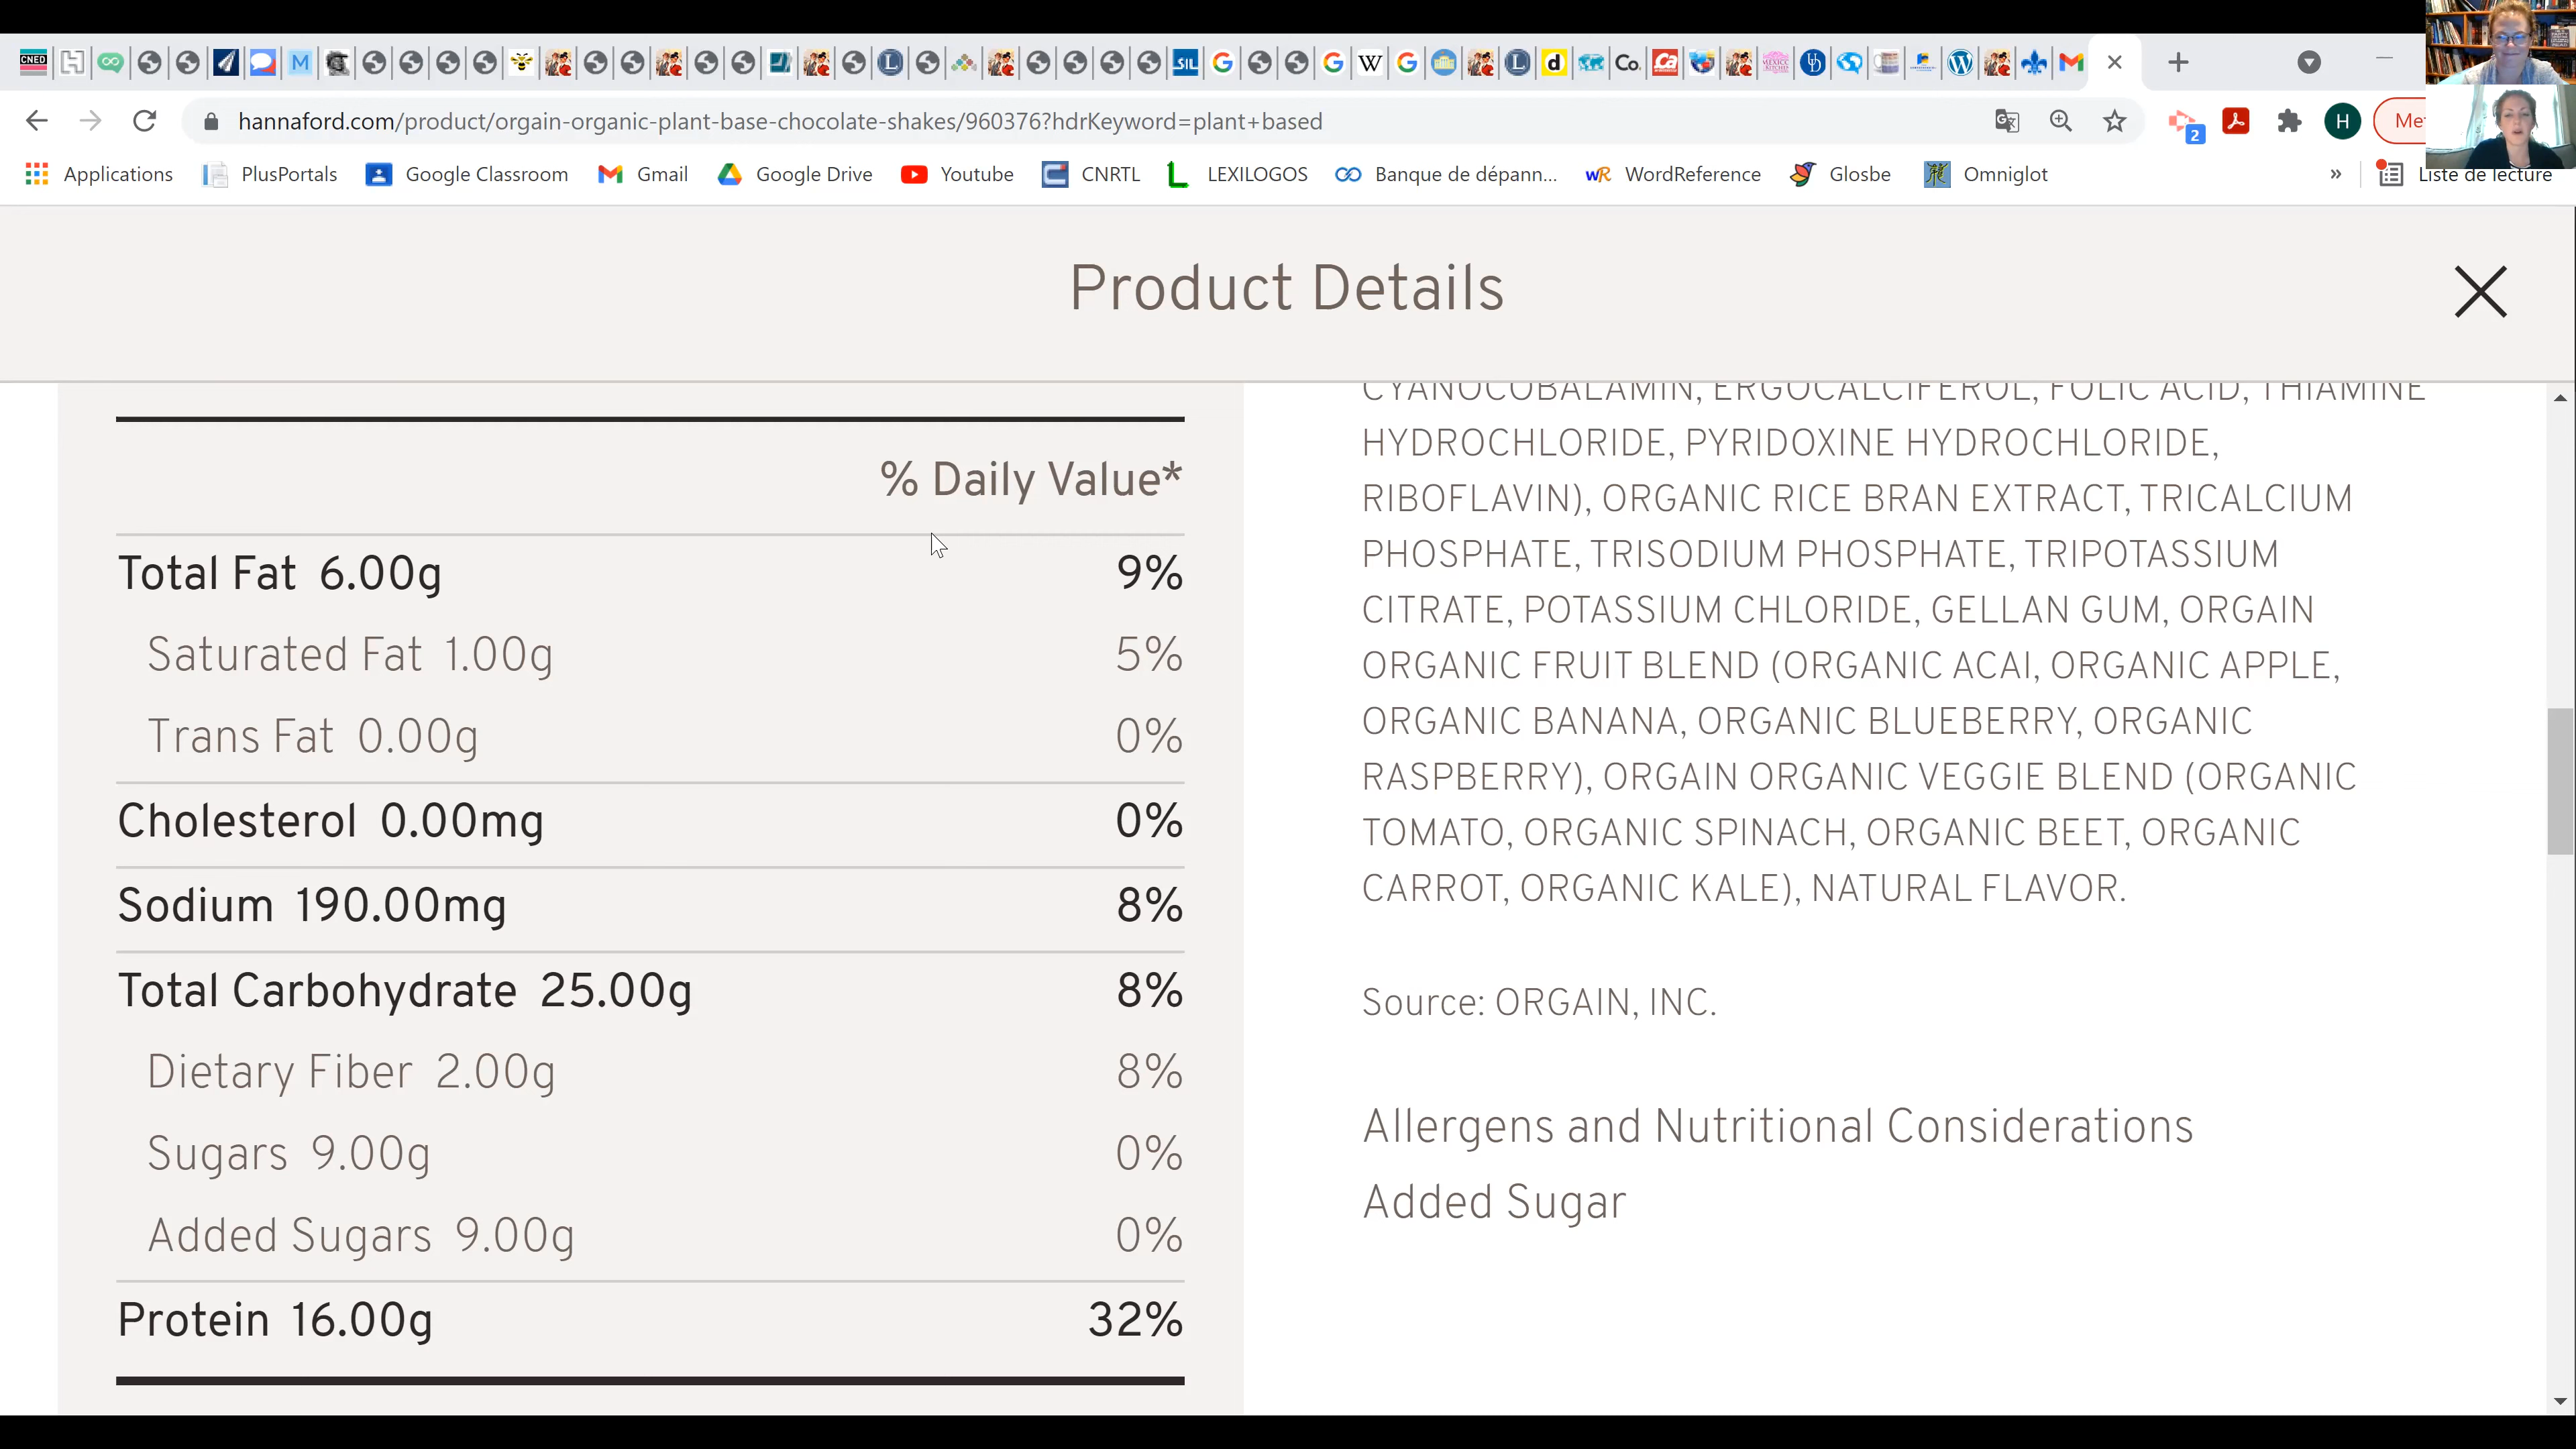 hannaford.com/product/orgain-organic-plant-base-chocolate-shakes/960376?hdrKeyword=plant+based
2
H
Applications PlusPortals Google Classroom Gmail Google Drive Youtube CNRTL LEXILOGOS Banque de dépann... WordReference Glosbe Omniglot » Liste de lecture
Product Details
% Daily Value*
Total Fat 6.00g 9%
Saturated Fat 1.00g 5%
Trans Fat 0.00g 0%
Cholesterol 0.00mg 0%
Sodium 190.00mg 8%
Total Carbohydrate 25.00g 8%
Dietary Fiber 2.00g 8%
Sugars 9.00g 0%
Added Sugars 9.00g 0%
Protein 16.00g 32%
CYANOCOBALAMIN, ERGOCALCIFEROL, FOLIC ACID, THIAMINE
HYDROCHLORIDE, PYRIDOXINE HYDROCHLORIDE,
RIBOFLAVIN), ORGANIC RICE BRAN EXTRACT, TRICALCIUM
PHOSPHATE, TRISODIUM PHOSPHATE, TRIPOTASSIUM
CITRATE, POTASSIUM CHLORIDE, GELLAN GUM, ORGAIN
ORGANIC FRUIT BLEND (ORGANIC ACAI, ORGANIC APPLE,
ORGANIC BANANA, ORGANIC BLUEBERRY, ORGANIC
RASPBERRY), ORGAIN ORGANIC VEGGIE BLEND (ORGANIC
TOMATO, ORGANIC SPINACH, ORGANIC BEET, ORGANIC
CARROT, ORGANIC KALE), NATURAL FLAVOR.
Source: ORGAIN, INC.
Allergens and Nutritional Considerations
Added Sugar